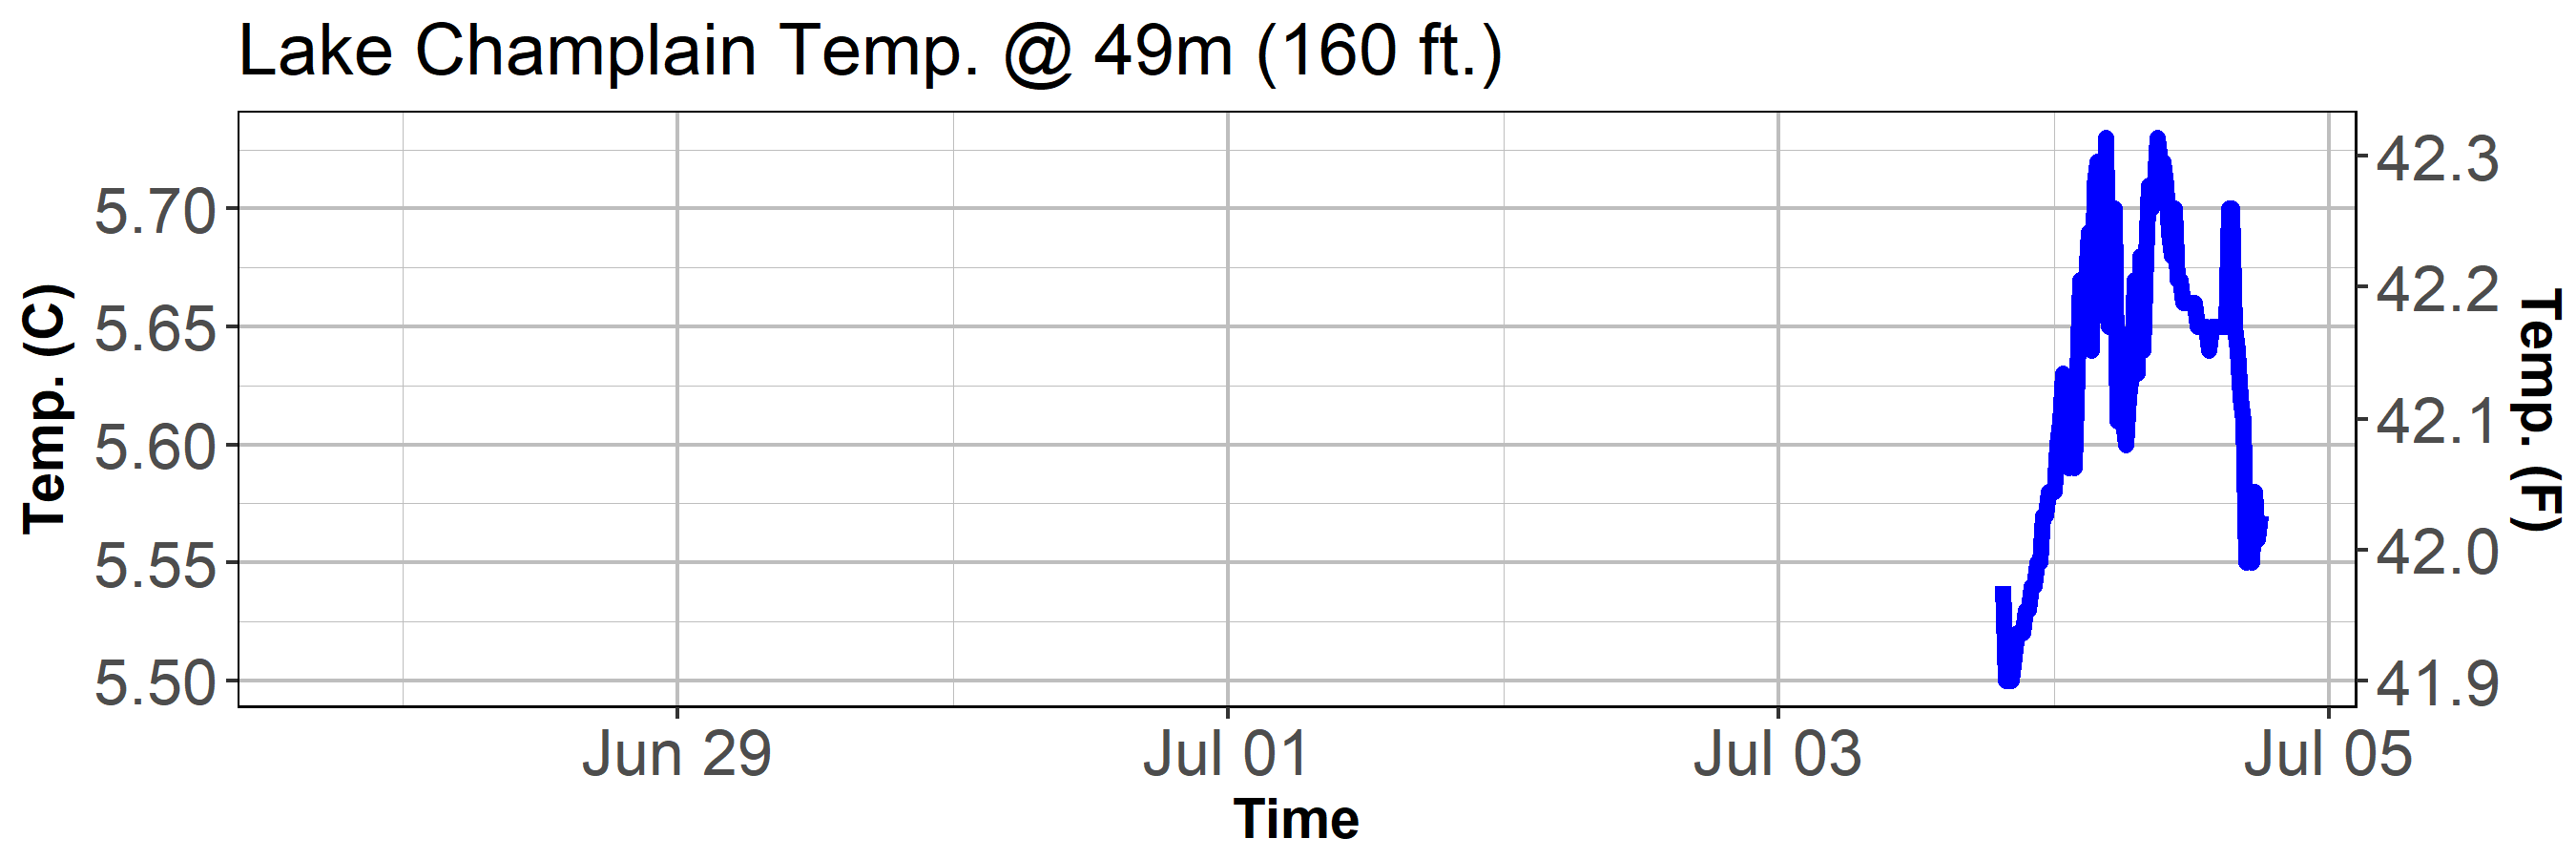 Lake Champlain Temp. @ 49m (160 ft.)
Temp. (C)
5.70
5.65
5.60
5.55
5.50
42.3
42.2
42.1
42.0
41.9
Temp. (F)
Jun 29 Jul 01 Jul 03 Jul 05
Time